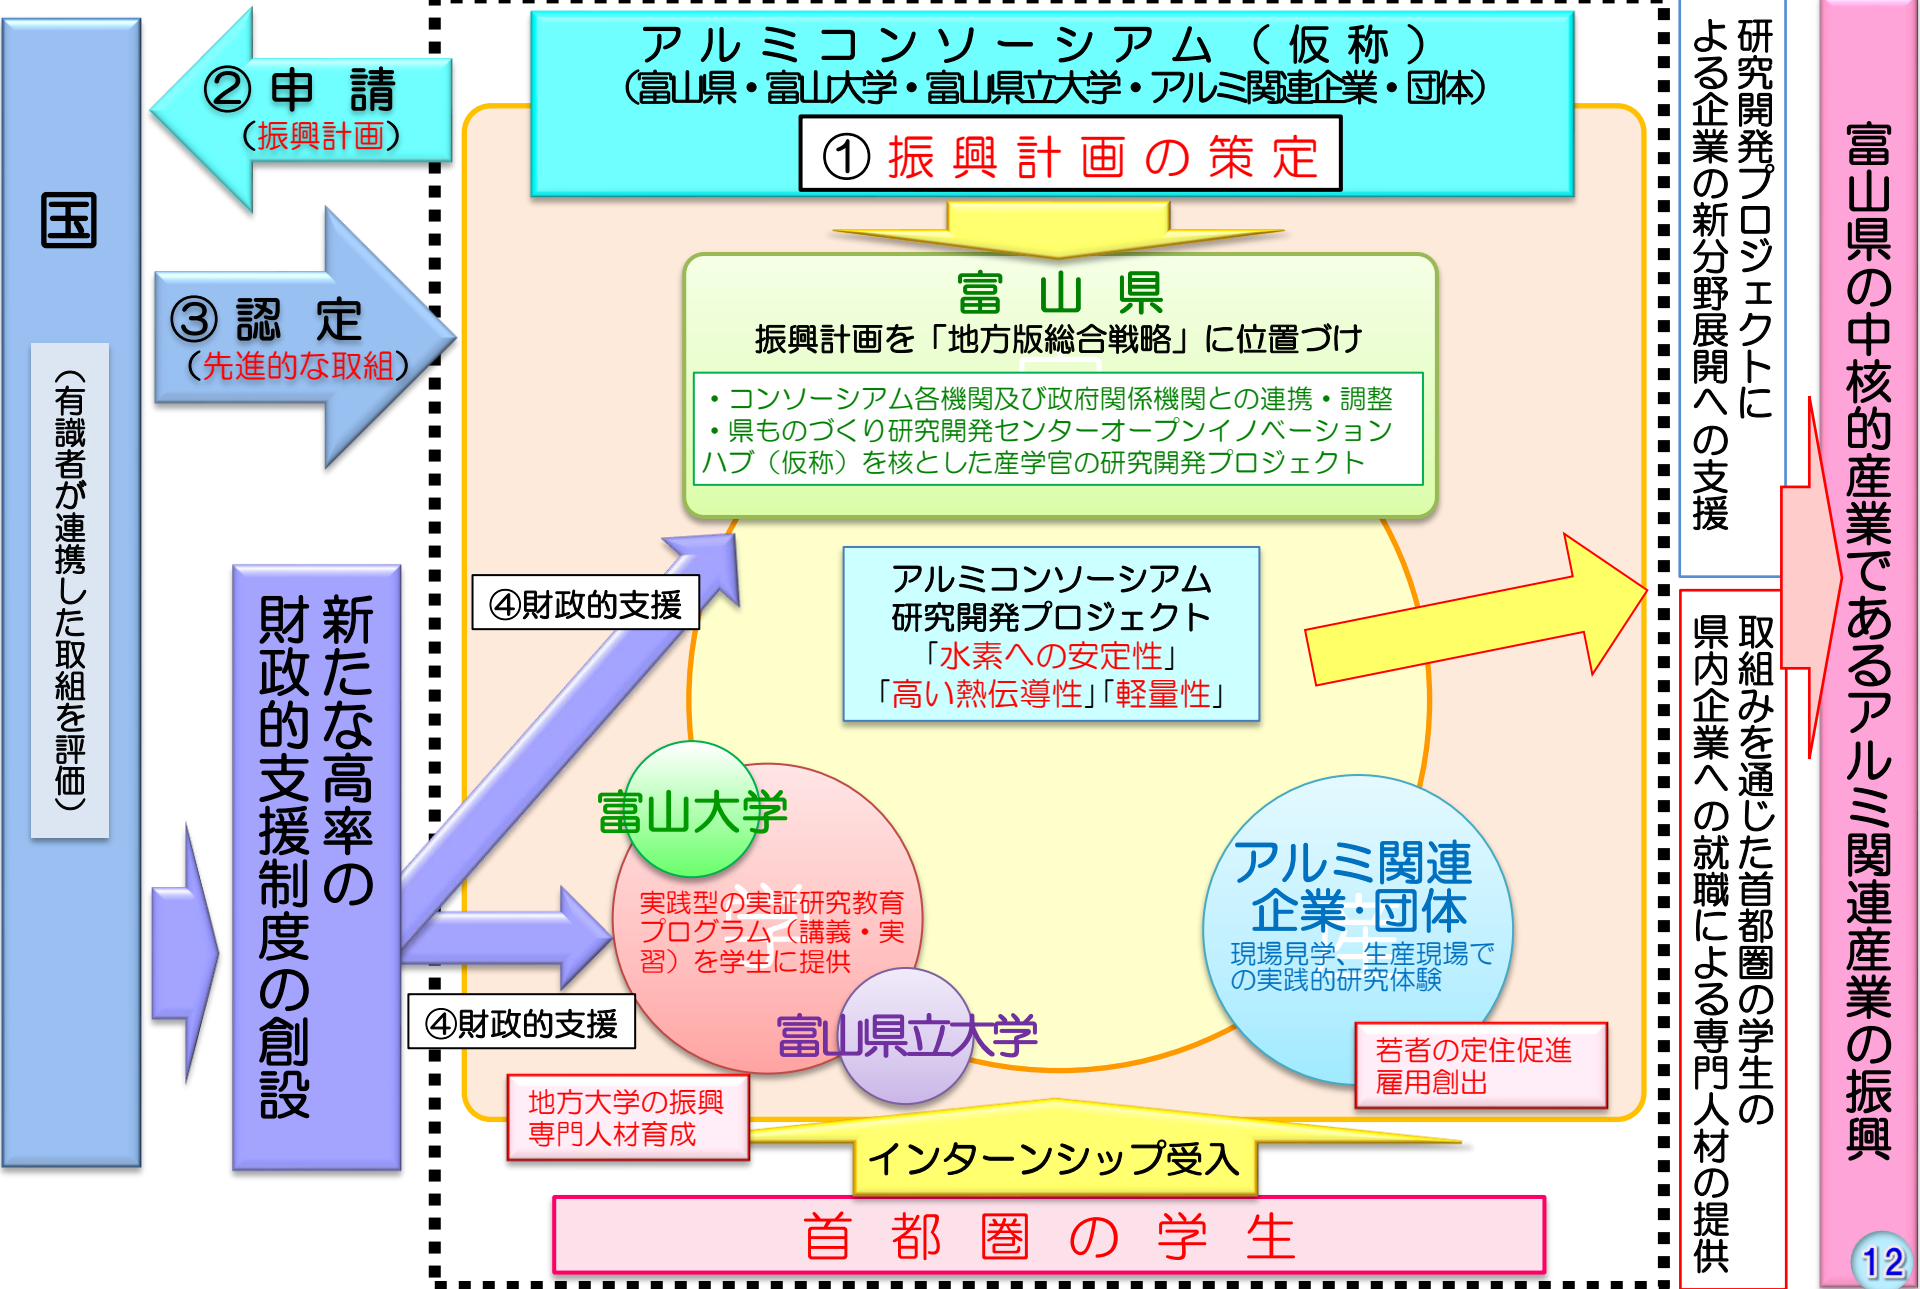 アルミコンソーシアム（仮称）
（富山県・富山大学・富山県立大学・アルミ関連企業・団体）
①振興計画の策定
②申請
（振興計画）
国
（有識者が連携した取組を評価）
③認定
（先進的な取組）
富山県
振興計画を「地方版総合戦略」に位置づけ
・コンソーシアム各機関及び政府関係機関との連携・調整
・県ものづくり研究開発センターオープンイノベーション
ハブ（仮称）を核とした産学官の研究開発プロジェクト
新たな高率の
財政的支援制度の創設
④財政的支援
④財政的支援
アルミコンソーシアム
研究開発プロジェクト
「水素への安定性」
「高い熱伝導性」「軽量性」
富山大学
学
実践型の実証研究教育
プログラム（講義・実
習）を学生に提供
富山県立大学
地方大学の振興
専門人材育成
アルミ関連
企業・団体
現場見学、生産現場で
の実践的研究体験
若者の定住促進
雇用創出
インターンシップ受入
首都圏の学生
研究開発プロジェクトに
よる企業の新分野展開への支援
取組みを通じた首都圏の学生の
県内企業への就職による専門人材の提供
富山県の中核的産業であるアルミ関連産業の振興
12